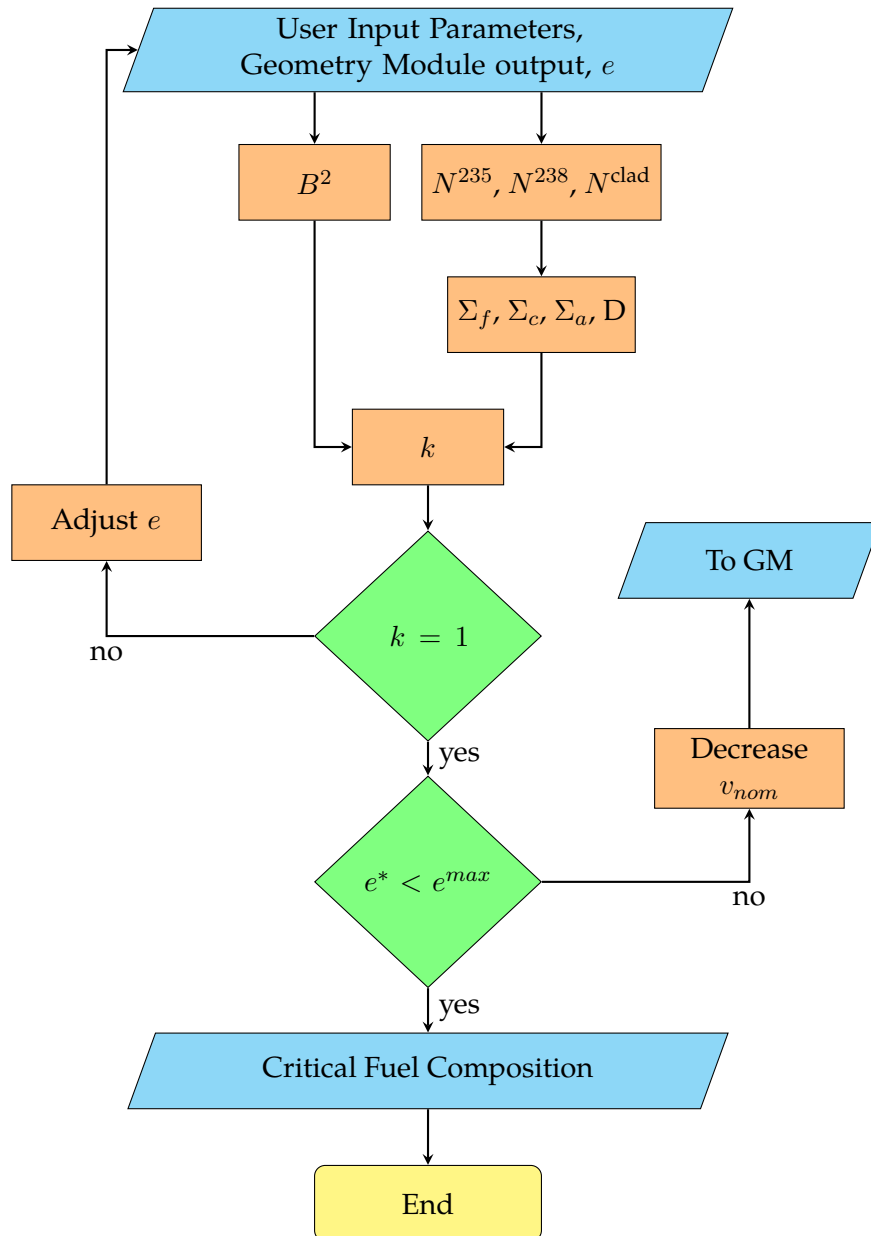 User Input Parameters,
Geometry Module output, e
B²
N²³⁵, N²³⁸, Nᶜˡᵃᵈ
Σ_f, Σ_c, Σ_a, D
k
Adjust e
To GM
k = 1
no
yes
Decrease
v_nom
e* < e^max
no
yes
Critical Fuel Composition
End